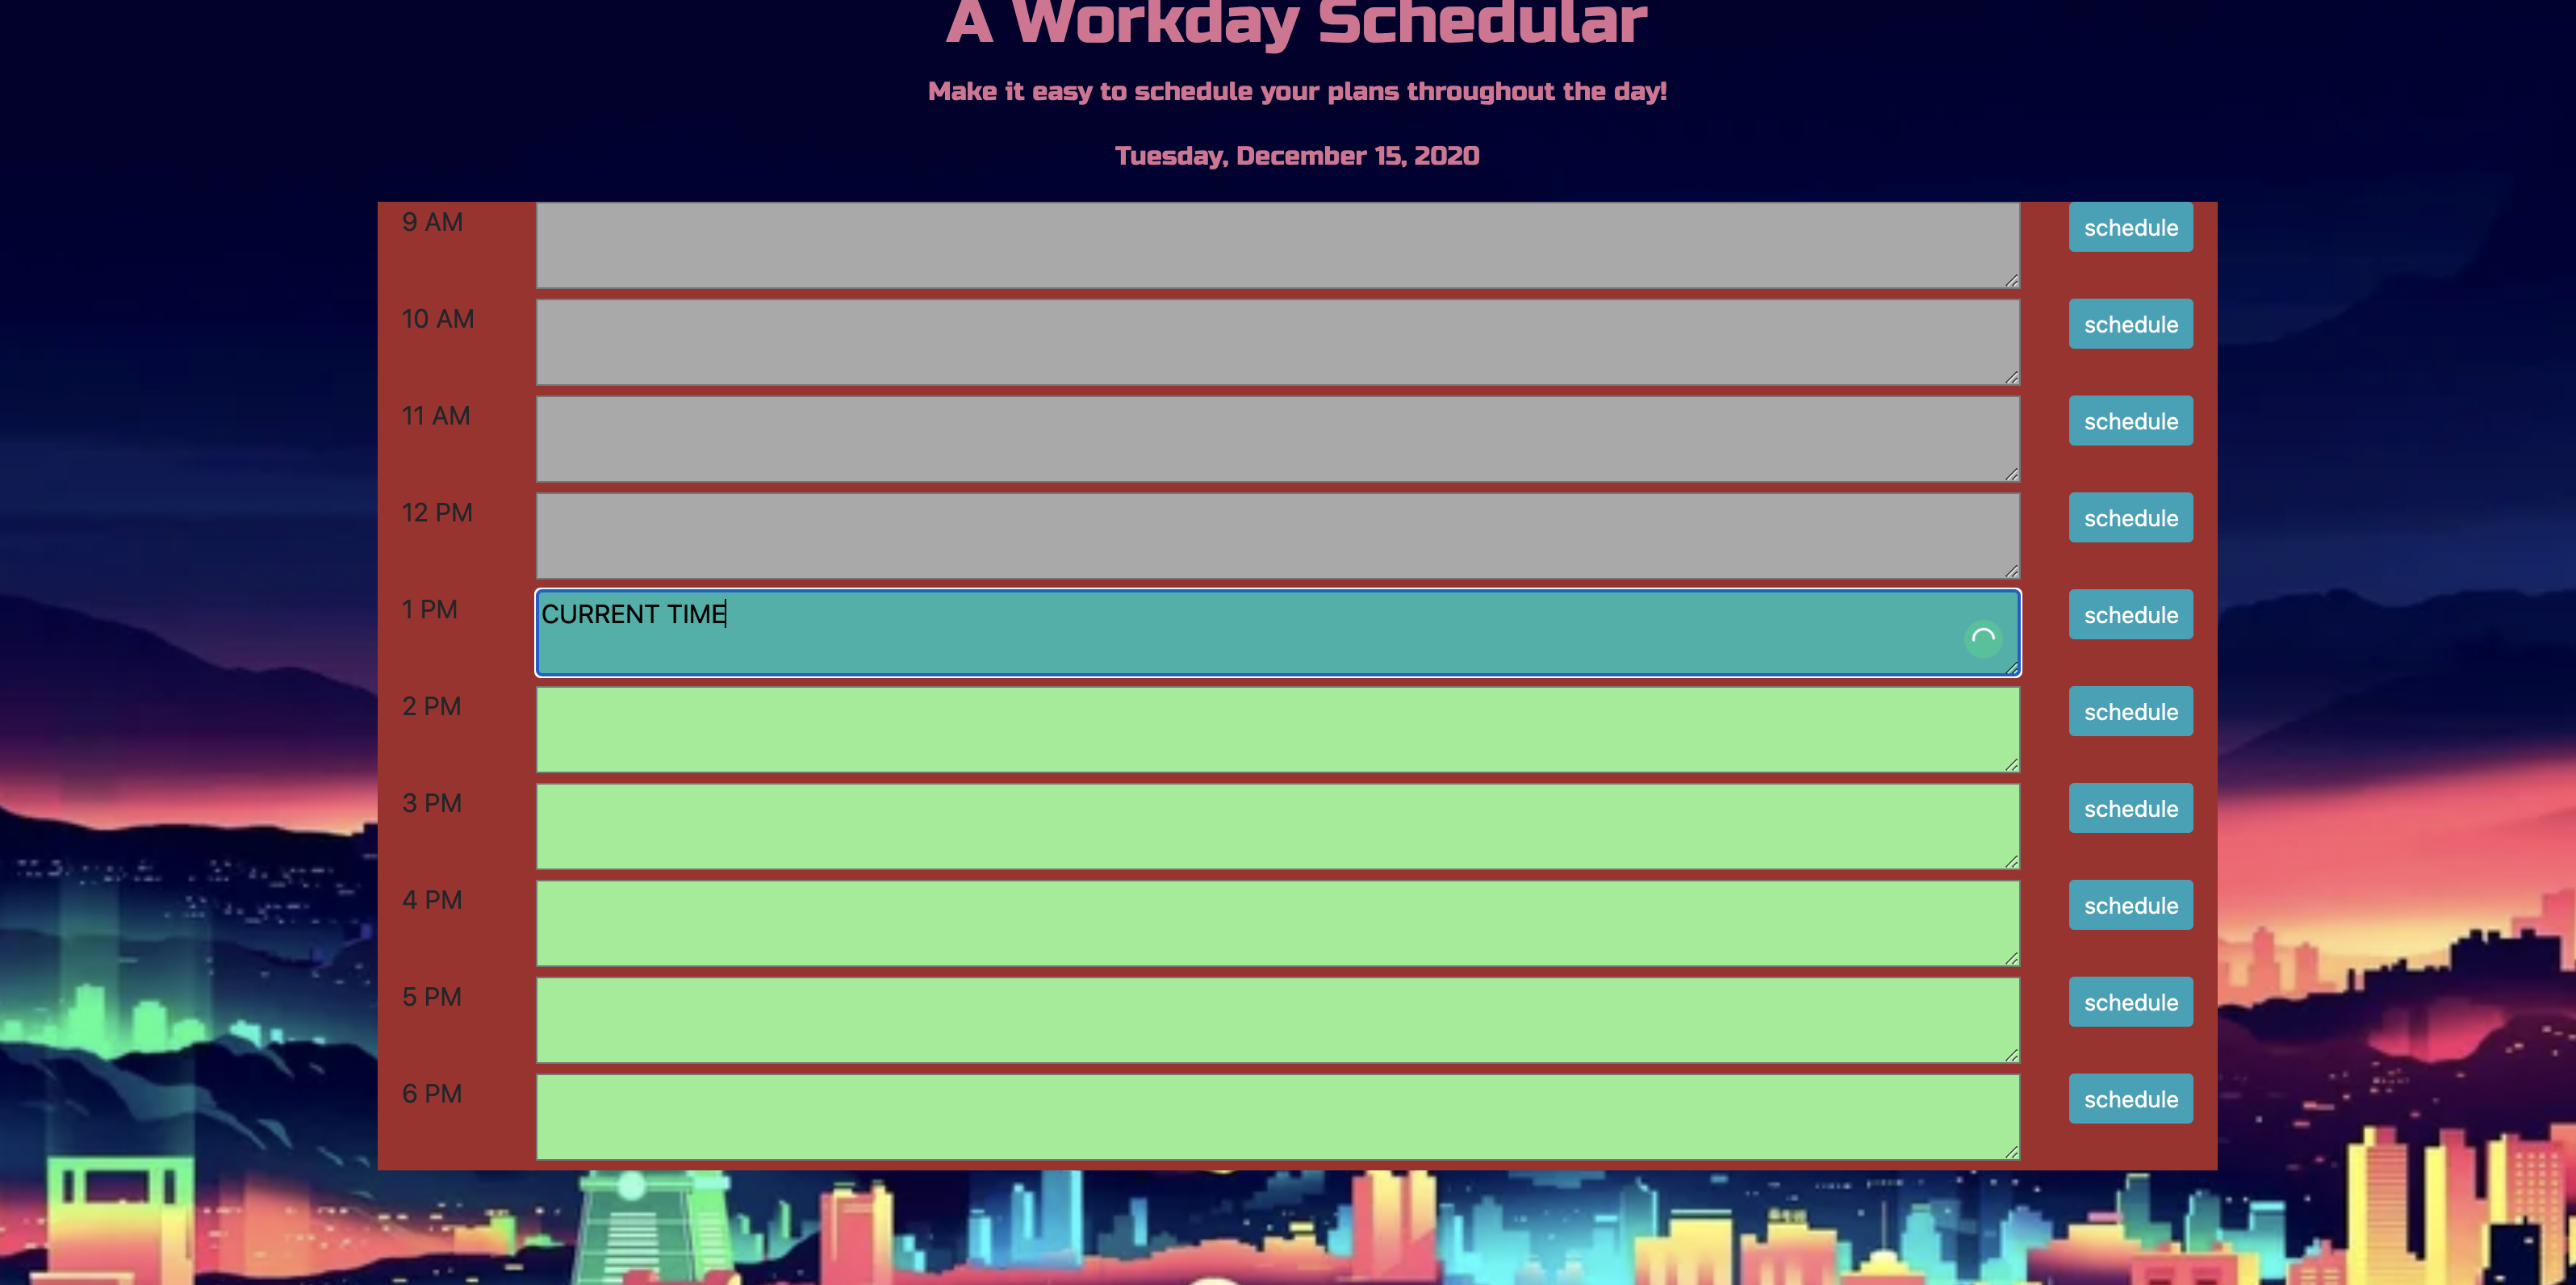 A Workday Schedular
Make it easy to schedule your plans throughout the day!
Tuesday, December 15, 2020
9 AM schedule
10 AM schedule
11 AM schedule
12 PM schedule
1 PM CURRENT TIME schedule
2 PM schedule
3 PM schedule
4 PM schedule
5 PM schedule
6 PM schedule